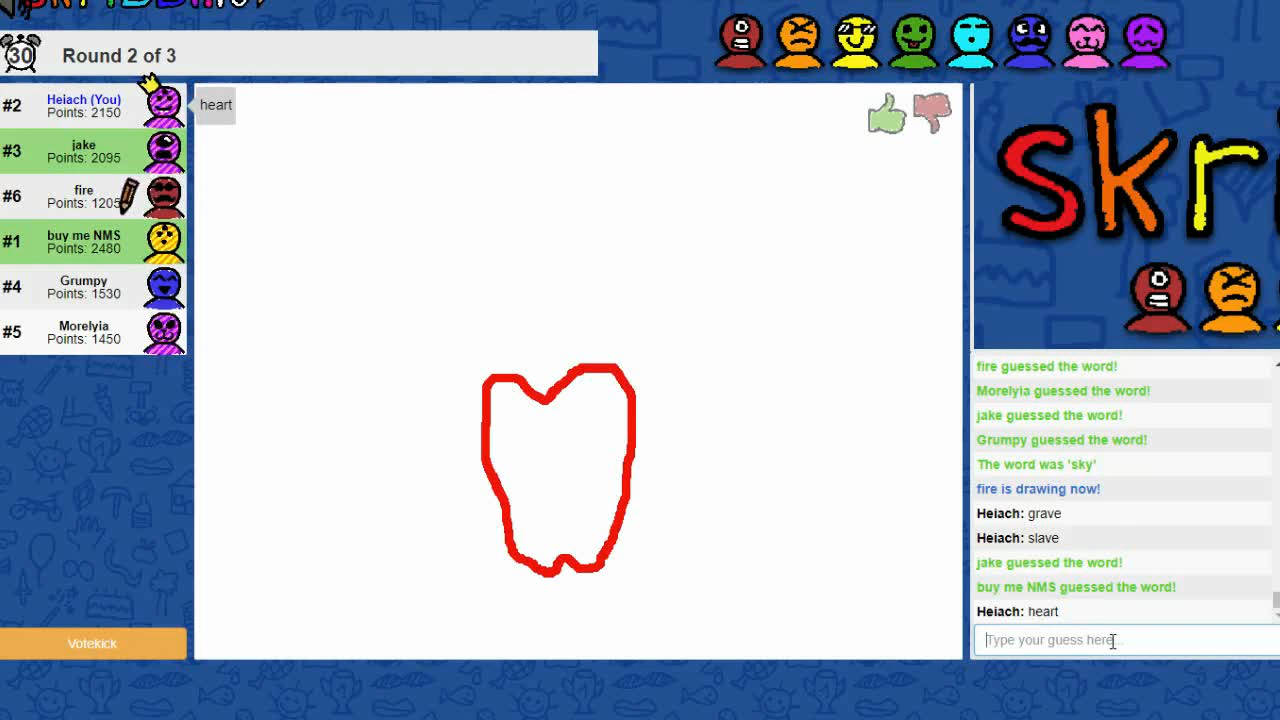 30
Round 2 of 3
#2
Heiach (You)
Points: 2150
heart
#3
jake
Points: 2095
#6
fire
Points: 1205
#1
buy me NMS
Points: 2480
#4
Grumpy
Points: 1530
#5
Morelyia
Points: 1450
Votekick
skr
fire guessed the word!
Morelyia guessed the word!
jake guessed the word!
Grumpy guessed the word!
The word was 'sky'
fire is drawing now!
Heiach: grave
Heiach: slave
jake guessed the word!
buy me NMS guessed the word!
Heiach: heart
Type your guess here...